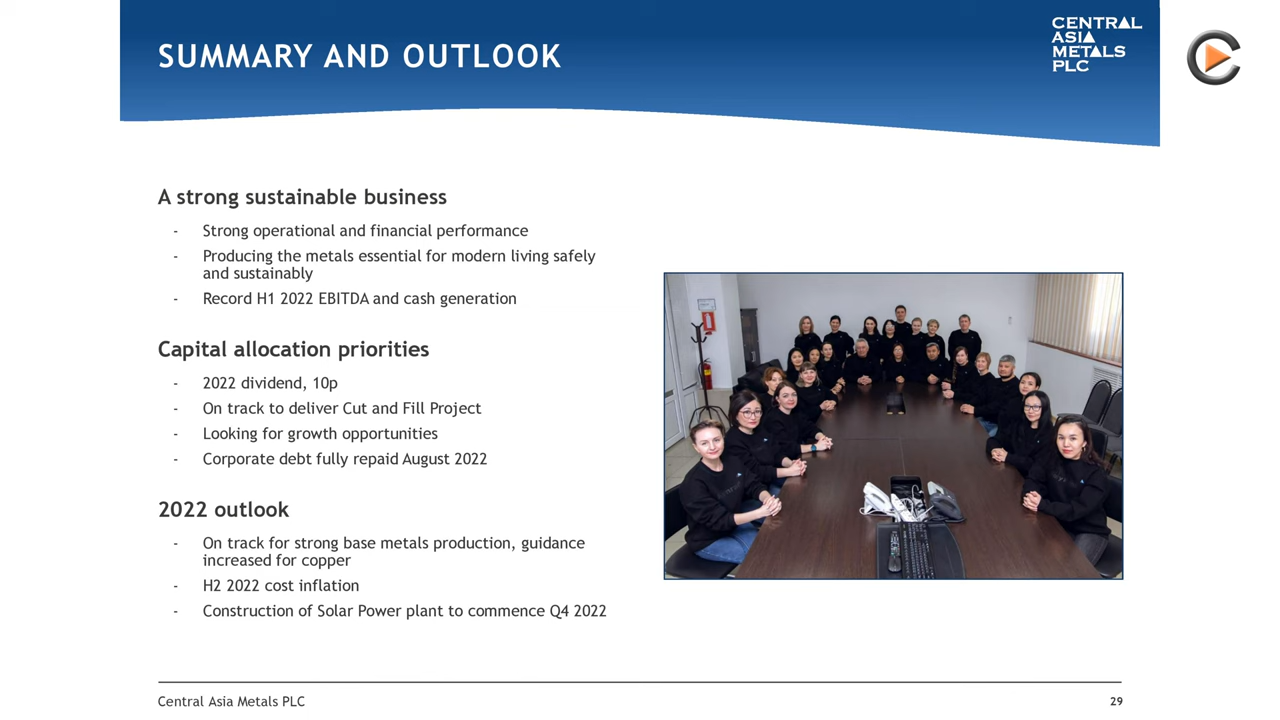 SUMMARY AND OUTLOOK
CENTRAL
ASIA
METALS
PLC
A strong sustainable business
- Strong operational and financial performance
- Producing the metals essential for modern living safely
and sustainably
- Record H1 2022 EBITDA and cash generation
Capital allocation priorities
- 2022 dividend, 10p
- On track to deliver Cut and Fill Project
- Looking for growth opportunities
- Corporate debt fully repaid August 2022
2022 outlook
- On track for strong base metals production, guidance
increased for copper
- H2 2022 cost inflation
- Construction of Solar Power plant to commence Q4 2022
Central Asia Metals PLC
29